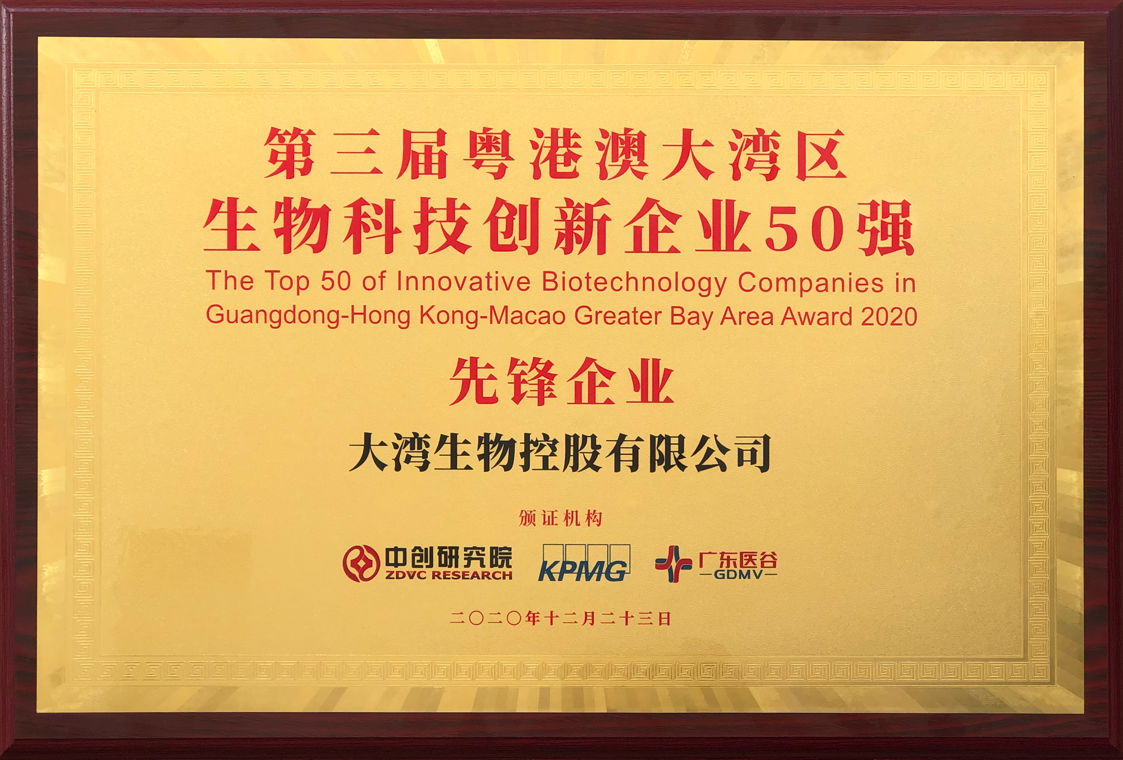 第三届粤港澳大湾区
生物科技创新企业50强
The Top 50 of Innovative Biotechnology Companies in
Guangdong-Hong Kong-Macao Greater Bay Area Award 2020
先锋企业
大湾生物控股有限公司
颁证机构
中创研究院
ZDVC RESEARCH
KPMG
广东医谷
GDMV
二〇二〇年十二月二十三日